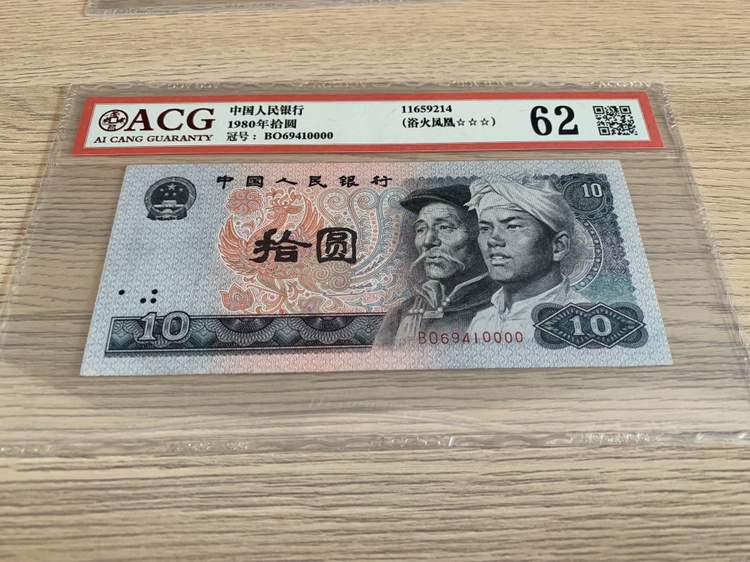 ACG
AI CANG GUARANTY
中国人民银行
1980年拾圆
冠号: BO69410000
11659214
(浴火凤凰☆☆☆)
62
中国人民银行
10
拾圆
10
10
BO69410000